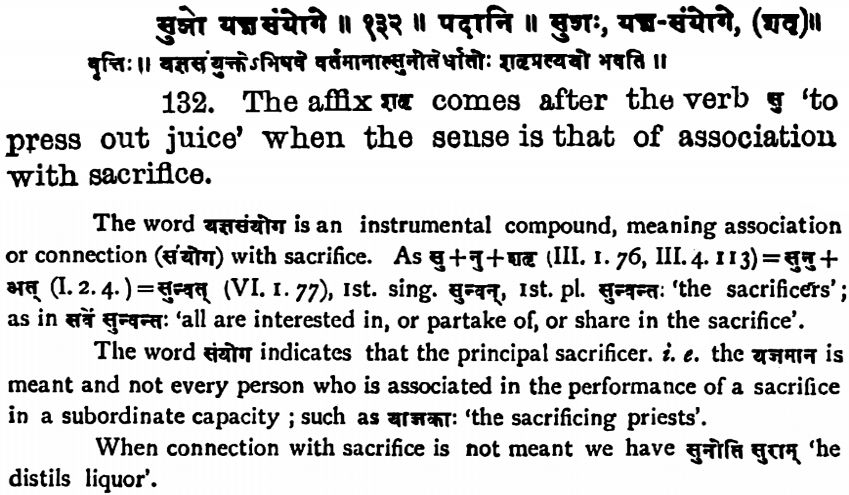 सुञो यज्ञसंयोगे ॥ १३२ ॥ पदानि ॥ सुञः, यज्ञ-संयोगे, (शतृ)॥
वृत्तिः ॥ यज्ञसंयुक्तेऽभिषवे वर्तमानात्सुनोतेर्धातोः शतृप्रत्ययो भवति ॥
132. The affix शतृ comes after the verb सु 'to
press out juice' when the sense is that of association
with sacrifice.
The word यज्ञसंयोग is an instrumental compound, meaning association
or connection (संयोग) with sacrifice. As सु+नु+शतृ (III. 1. 76, III. 4. 113)=सुनु+
अत् (I. 2. 4.)=सुन्वत् (VI. 1. 77), 1st. sing. सुन्वन्, 1st. pl. सुन्वन्तः 'the sacrificers';
as in सर्वे सुन्वन्तः 'all are interested in, or partake of, or share in the sacrifice'.
The word संयोग indicates that the principal sacrificer. i. e. the यजमान is
meant and not every person who is associated in the performance of a sacrifice
in a subordinate capacity ; such as याजकाः 'the sacrificing priests'.
When connection with sacrifice is not meant we have सुनोति सुराम् 'he
distils liquor'.